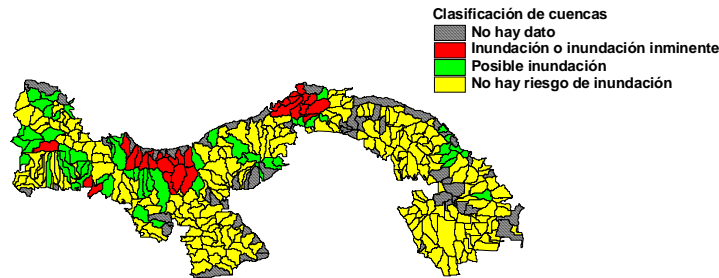 Clasificación de cuencas
No hay dato
Inundación o inundación inminente
Posible inundación
No hay riesgo de inundación